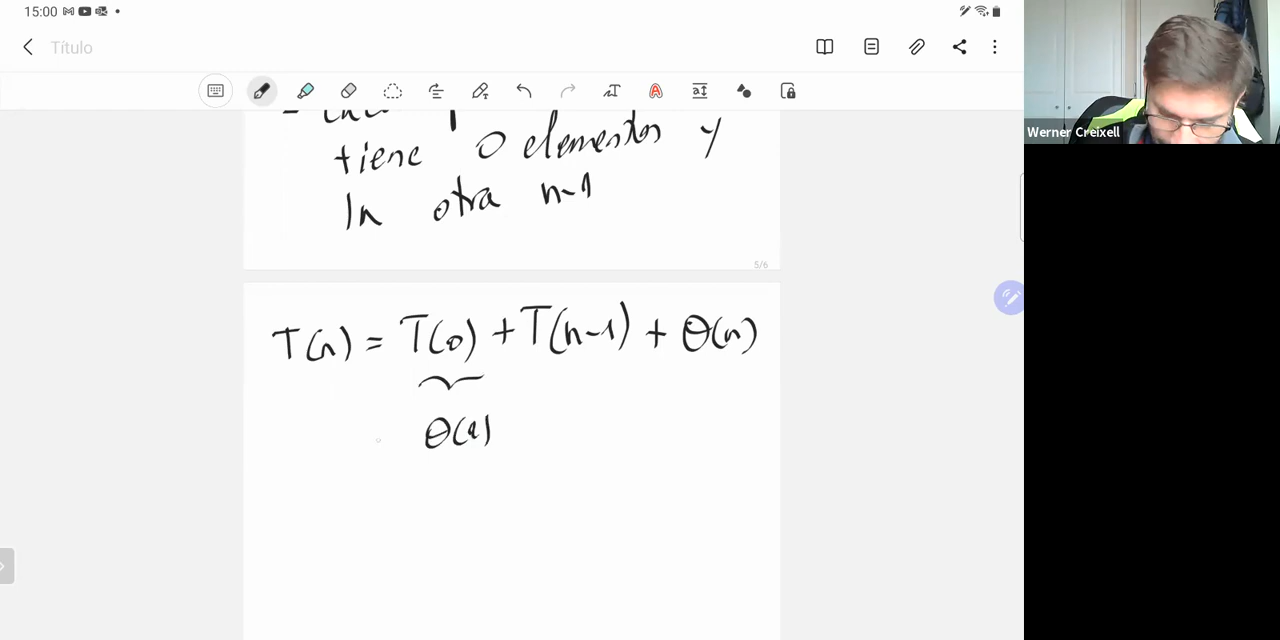 15:00
Título
Werner Creixell
tiene 0 elementos y
la otra n-1
5/6
T(n) = T(0) + T(n-1) + Θ(n)
Θ(1)